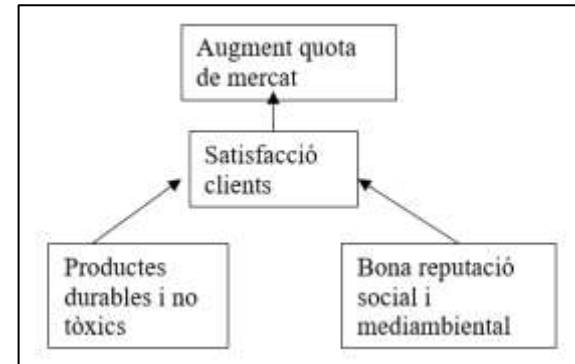 Augment quota
de mercat
Satisfacció
clients
Productes
durables i no
tòxics
Bona reputació
social i
mediambiental